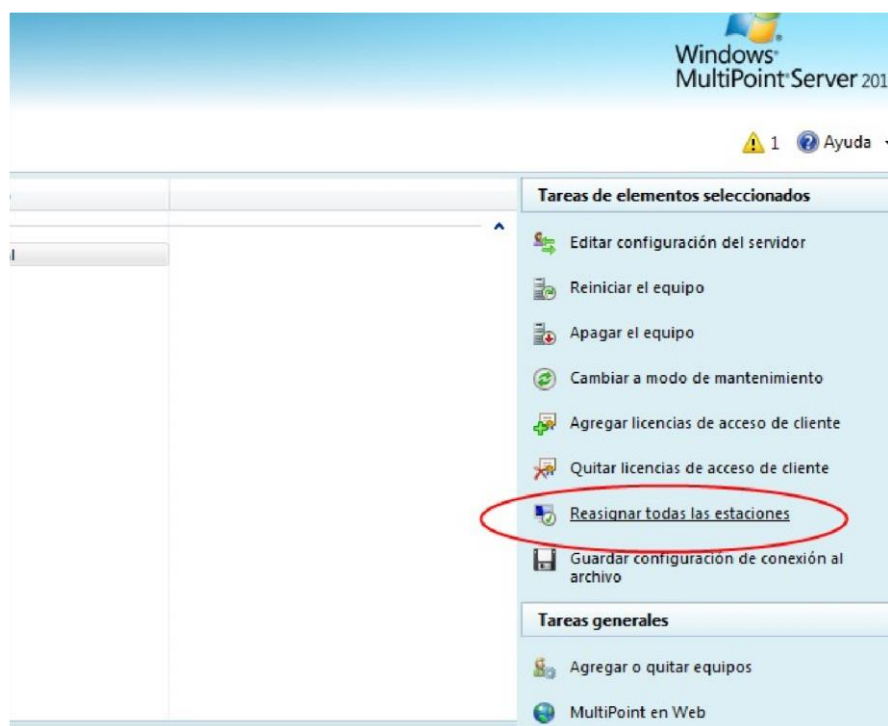 Windows®
MultiPoint® Server 201
1
Ayuda
Tareas de elementos seleccionados
Editar configuración del servidor
Reiniciar el equipo
Apagar el equipo
Cambiar a modo de mantenimiento
Agregar licencias de acceso de cliente
Quitar licencias de acceso de cliente
Reasignar todas las estaciones
Guardar configuración de conexión al
archivo
Tareas generales
Agregar o quitar equipos
MultiPoint en Web